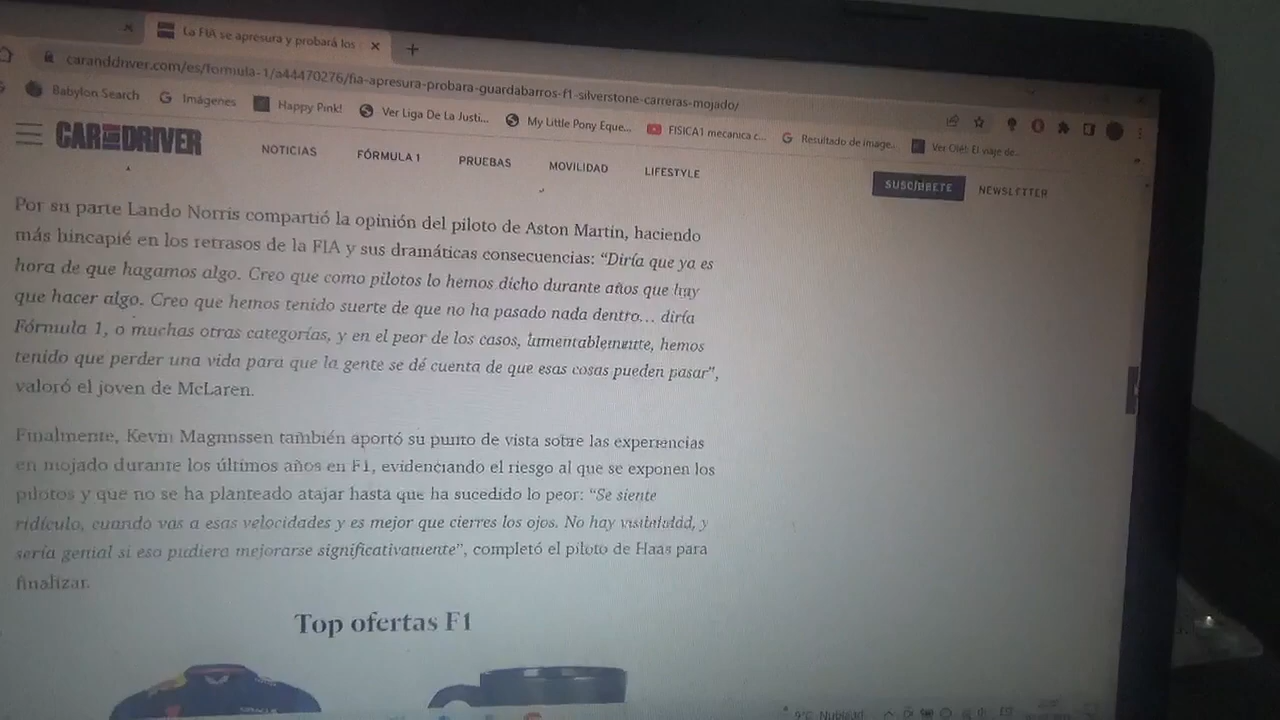 La FIA se apresura y probará los
caranddriver.com/es/formula-1/a44470276/fia-apresura-probara-guardabarros-f1-silverstone-carreras-mojado/
Babylon Search
Imágenes
Happy Pink!
Ver Liga De La Justi...
My Little Pony Eque...
FISICA1 mecanica c...
Resultado de image...
Ver Olé!: El viaje de...
CAR AND DRIVER
NOTICIAS
FÓRMULA 1
PRUEBAS
MOVILIDAD
LIFESTYLE
SUSCRÍBETE
NEWSLETTER
Por su parte Lando Norris compartió la opinión del piloto de Aston Martin, haciendo
más hincapié en los retrasos de la FIA y sus dramáticas consecuencias: “Diría que ya es
hora de que hagamos algo. Creo que como pilotos lo hemos dicho durante años que hay
que hacer algo. Creo que hemos tenido suerte de que no ha pasado nada dentro... diría
Fórmula 1, o muchas otras categorías, y en el peor de los casos, lamentablemente, hemos
tenido que perder una vida para que la gente se dé cuenta de que esas cosas pueden pasar”,
valoró el joven de McLaren.
Finalmente, Kevin Magnussen también aportó su punto de vista sobre las experiencias
en mojado durante los últimos años en F1, evidenciando el riesgo al que se exponen los
pilotos y que no se ha planteado atajar hasta que ha sucedido lo peor: “Se siente
ridículo, cuando vas a esas velocidades y es mejor que cierres los ojos. No hay visibilidad, y
sería genial si eso pudiera mejorarse significativamente”, completó el piloto de Haas para
finalizar.
Top ofertas F1
9°C Nublado